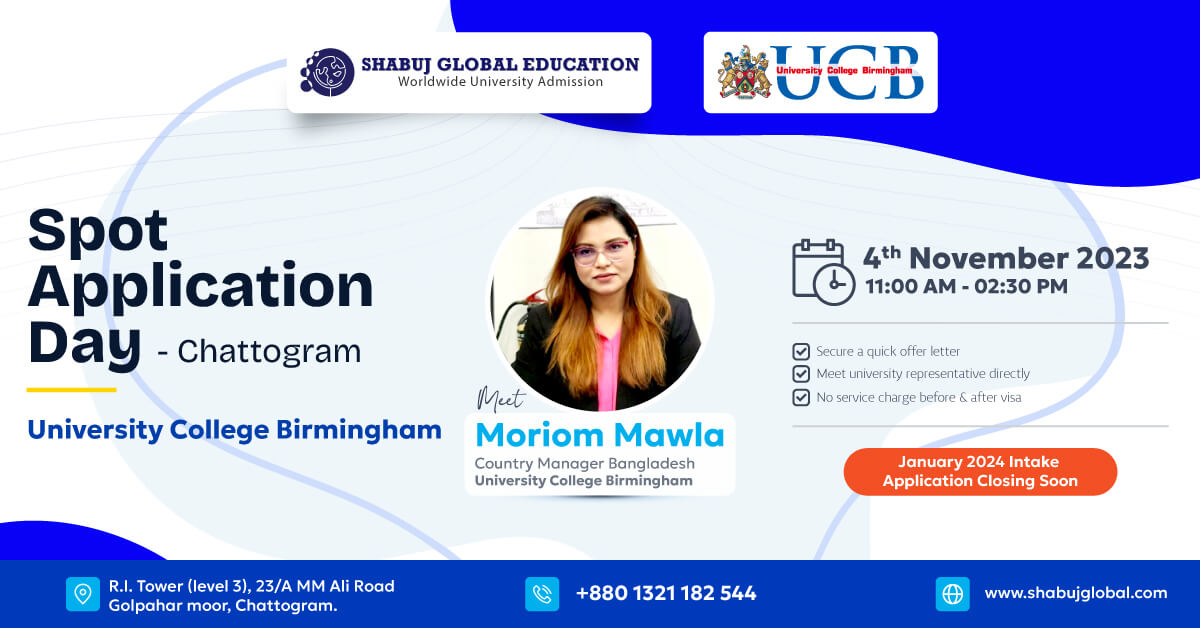 SHABUJ GLOBAL EDUCATION
Worldwide University Admission
UCB
University College Birmingham
Spot
Application
Day - Chattogram
University College Birmingham
Meet
Moriom Mawla
Country Manager Bangladesh
University College Birmingham
4th November 2023
11:00 AM - 02:30 PM
Secure a quick offer letter
Meet university representative directly
No service charge before & after visa
January 2024 Intake
Application Closing Soon
R.I. Tower (level 3), 23/A MM Ali Road
Golpahar moor, Chattogram.
+880 1321 182 544
www.shabujglobal.com